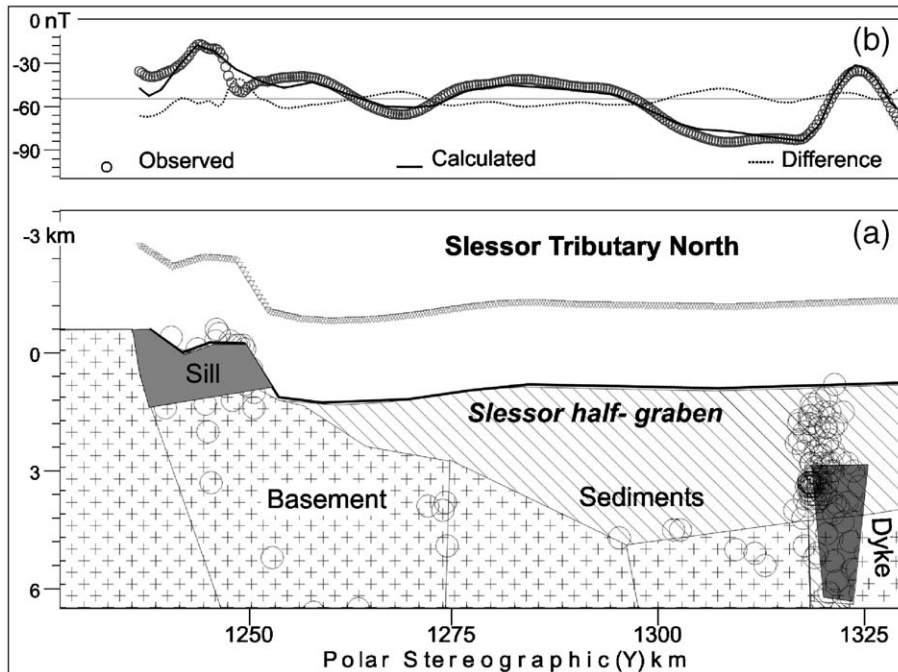 0 nT
(b)
-30
-60
-90
Observed
Calculated
Difference
-3 km
Slessor Tributary North
(a)
0
Sill
Slessor half- graben
3
Basement
Sediments
Dyke
6
1250
1275
1300
1325
Polar Stereographic(Y) km